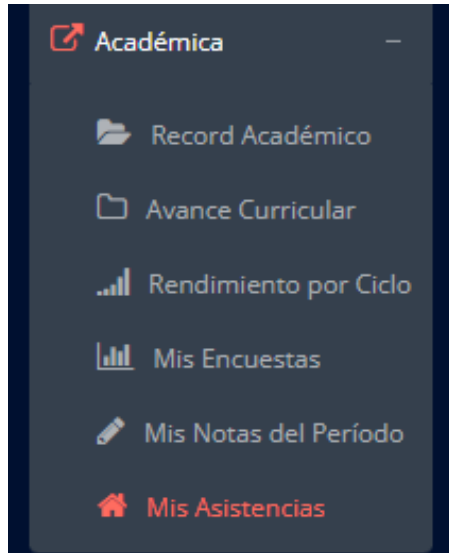 Académica
Record Académico
Avance Curricular
Rendimiento por Ciclo
Mis Encuestas
Mis Notas del Período
Mis Asistencias